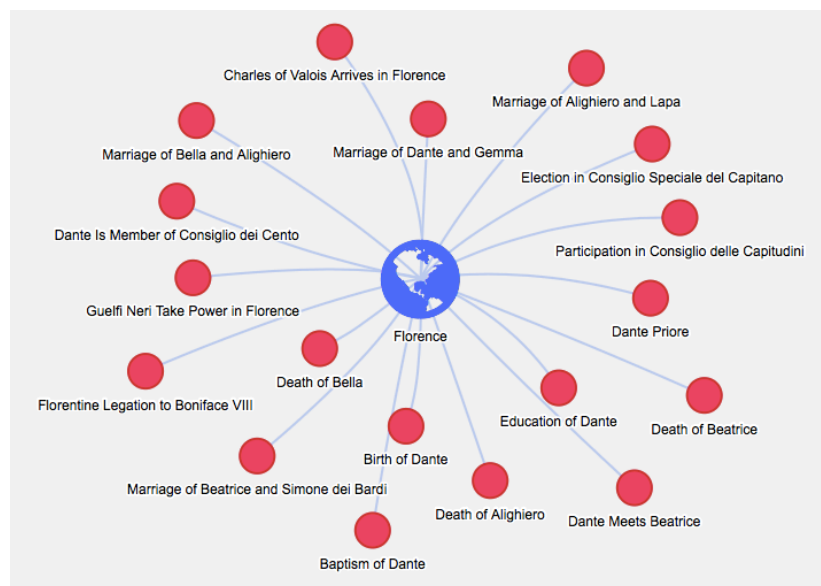 Charles of Valois Arrives in Florence
Marriage of Alighiero and Lapa
Marriage of Bella and Alighiero
Marriage of Dante and Gemma
Election in Consiglio Speciale del Capitano
Dante Is Member of Consiglio dei Cento
Participation in Consiglio delle Capitudini
Guelfi Neri Take Power in Florence
Dante Priore
Florence
Death of Bella
Florentine Legation to Boniface VIII
Education of Dante
Death of Beatrice
Birth of Dante
Marriage of Beatrice and Simone dei Bardi
Death of Alighiero
Dante Meets Beatrice
Baptism of Dante